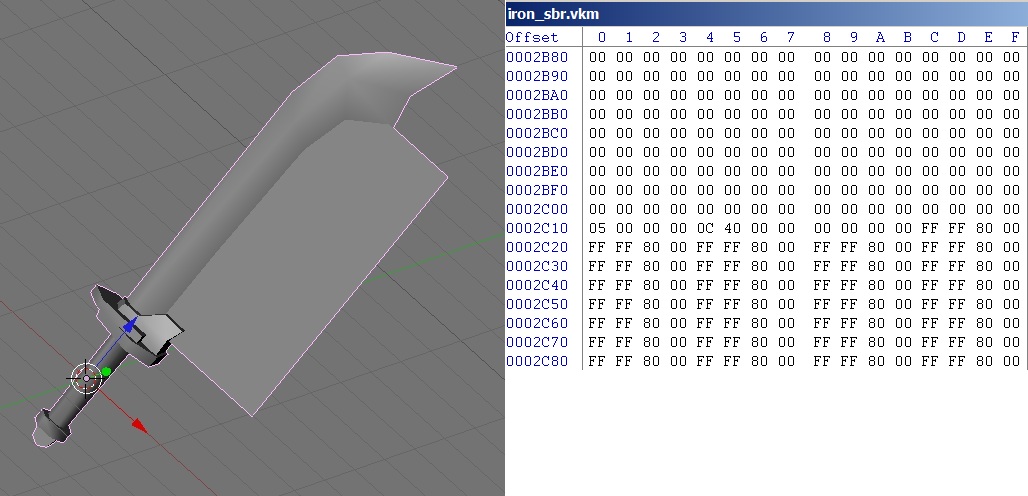 iron_sbr.vkm
Offset 0 1 2 3 4 5 6 7 8 9 A B C D E F
0002B80 00 00 00 00 00 00 00 00 00 00 00 00 00 00 00 00
0002B90 00 00 00 00 00 00 00 00 00 00 00 00 00 00 00 00
0002BA0 00 00 00 00 00 00 00 00 00 00 00 00 00 00 00 00
0002BB0 00 00 00 00 00 00 00 00 00 00 00 00 00 00 00 00
0002BC0 00 00 00 00 00 00 00 00 00 00 00 00 00 00 00 00
0002BD0 00 00 00 00 00 00 00 00 00 00 00 00 00 00 00 00
0002BE0 00 00 00 00 00 00 00 00 00 00 00 00 00 00 00 00
0002BF0 00 00 00 00 00 00 00 00 00 00 00 00 00 00 00 00
0002C00 00 00 00 00 00 00 00 00 00 00 00 00 00 00 00 00
0002C10 05 00 00 00 0C 40 00 00 00 00 00 00 FF FF 80 00
0002C20 FF FF 80 00 FF FF 80 00 FF FF 80 00 FF FF 80 00
0002C30 FF FF 80 00 FF FF 80 00 FF FF 80 00 FF FF 80 00
0002C40 FF FF 80 00 FF FF 80 00 FF FF 80 00 FF FF 80 00
0002C50 FF FF 80 00 FF FF 80 00 FF FF 80 00 FF FF 80 00
0002C60 FF FF 80 00 FF FF 80 00 FF FF 80 00 FF FF 80 00
0002C70 FF FF 80 00 FF FF 80 00 FF FF 80 00 FF FF 80 00
0002C80 FF FF 80 00 FF FF 80 00 FF FF 80 00 FF FF 80 00